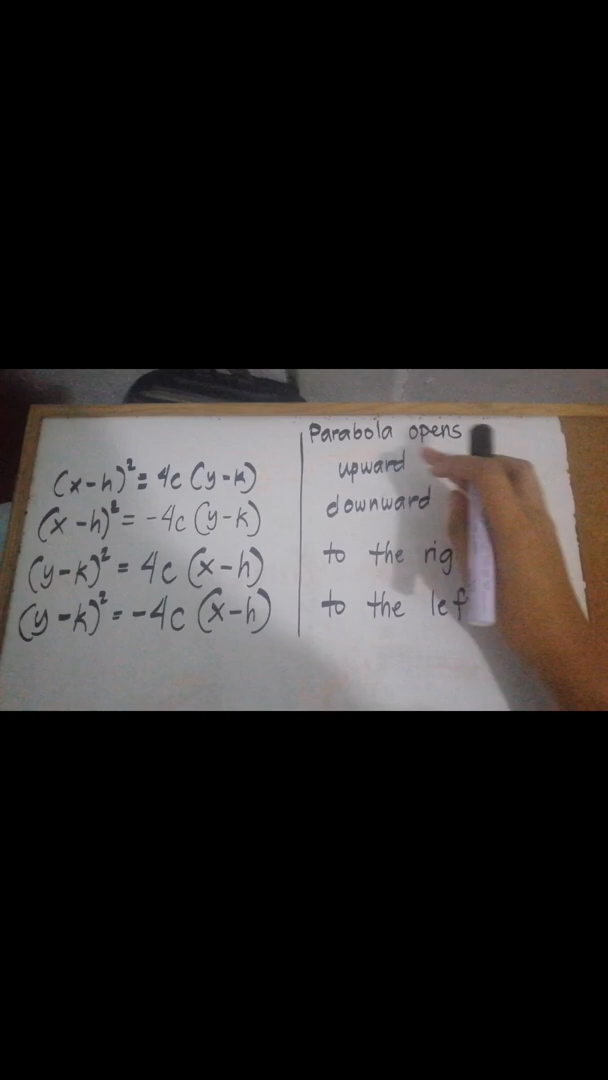 Parabola opens
(x-h)² = 4c (y-k) upward
(x-h)² = -4c (y-k) downward
(y-k)² = 4c (x-h) to the rig
(y-k)² = -4c (x-h) to the lef